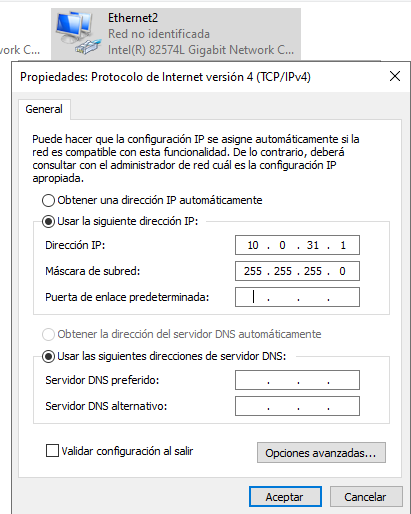 Ethernet2
Red no identificada
etwork C... Intel(R) 82574L Gigabit Network C...
Propiedades: Protocolo de Internet versión 4 (TCP/IPv4)
General
Puede hacer que la configuración IP se asigne automáticamente si la
red es compatible con esta funcionalidad. De lo contrario, deberá
consultar con el administrador de red cuál es la configuración IP
apropiada.
Obtener una dirección IP automáticamente
Usar la siguiente dirección IP:
Dirección IP: 10 . 0 . 31 . 1
Máscara de subred: 255 . 255 . 255 . 0
Puerta de enlace predeterminada: . . .
Obtener la dirección del servidor DNS automáticamente
Usar las siguientes direcciones de servidor DNS:
Servidor DNS preferido: . . .
Servidor DNS alternativo: . . .
Validar configuración al salir
Opciones avanzadas...
Aceptar
Cancelar